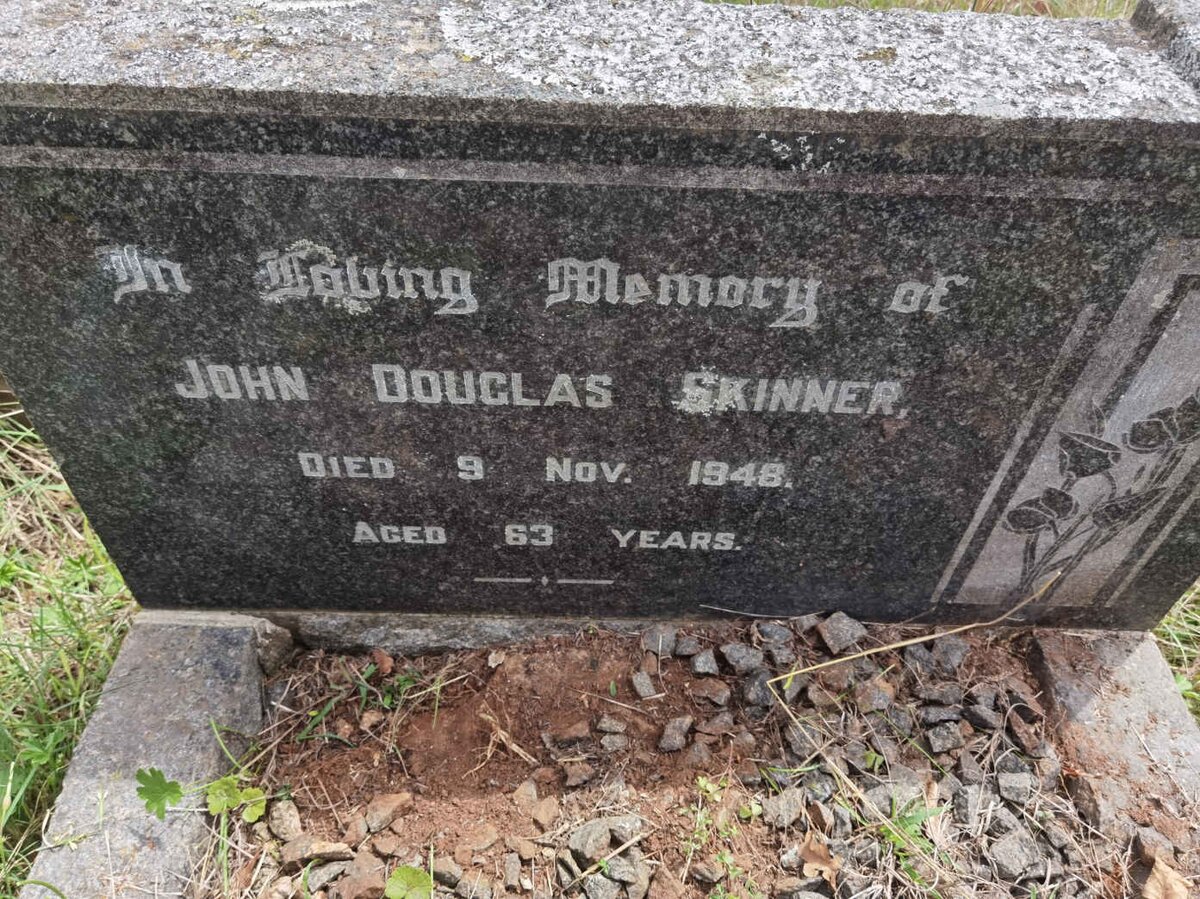 In Loving Memory of
JOHN DOUGLAS SKINNER,
DIED 9 NOV. 1948.
AGED 63 YEARS.